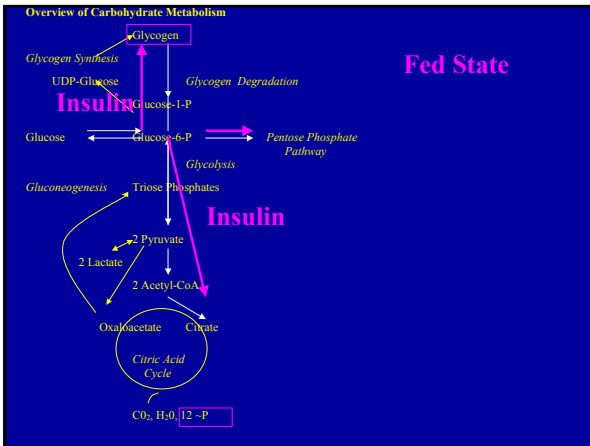 Overview of Carbohydrate Metabolism
Glycogen
Glycogen Synthesis
Fed State
UDP-Glucose
Glycogen Degradation
Insulin
Glucose-1-P
Glucose
Glucose-6-P
Pentose Phosphate
Pathway
Glycolysis
Gluconeogenesis
Triose Phosphates
Insulin
2 Pyruvate
2 Lactate
2 Acetyl-CoA
Oxaloacetate
Citrate
Citric Acid
Cycle
C0₂, H₂0, 12 ~P